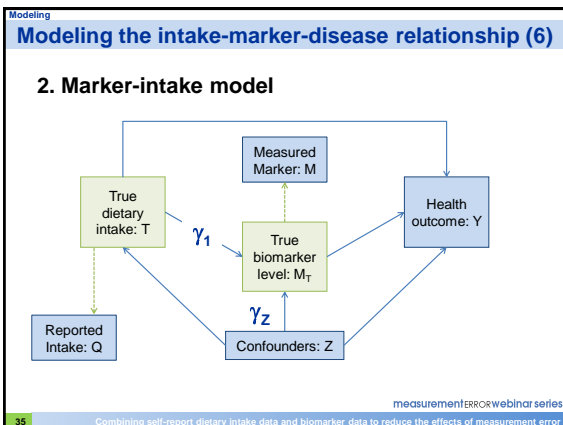 Modeling
Modeling the intake-marker-disease relationship (6)
2. Marker-intake model
Measured
Marker: M
True
dietary
intake: T
Health
outcome: Y
γ1
True
biomarker
level: MT
γZ
Reported
Intake: Q
Confounders: Z
measurementERRORwebinarseries
35
Combining self-report dietary intake data and biomarker data to reduce the effects of measurement error